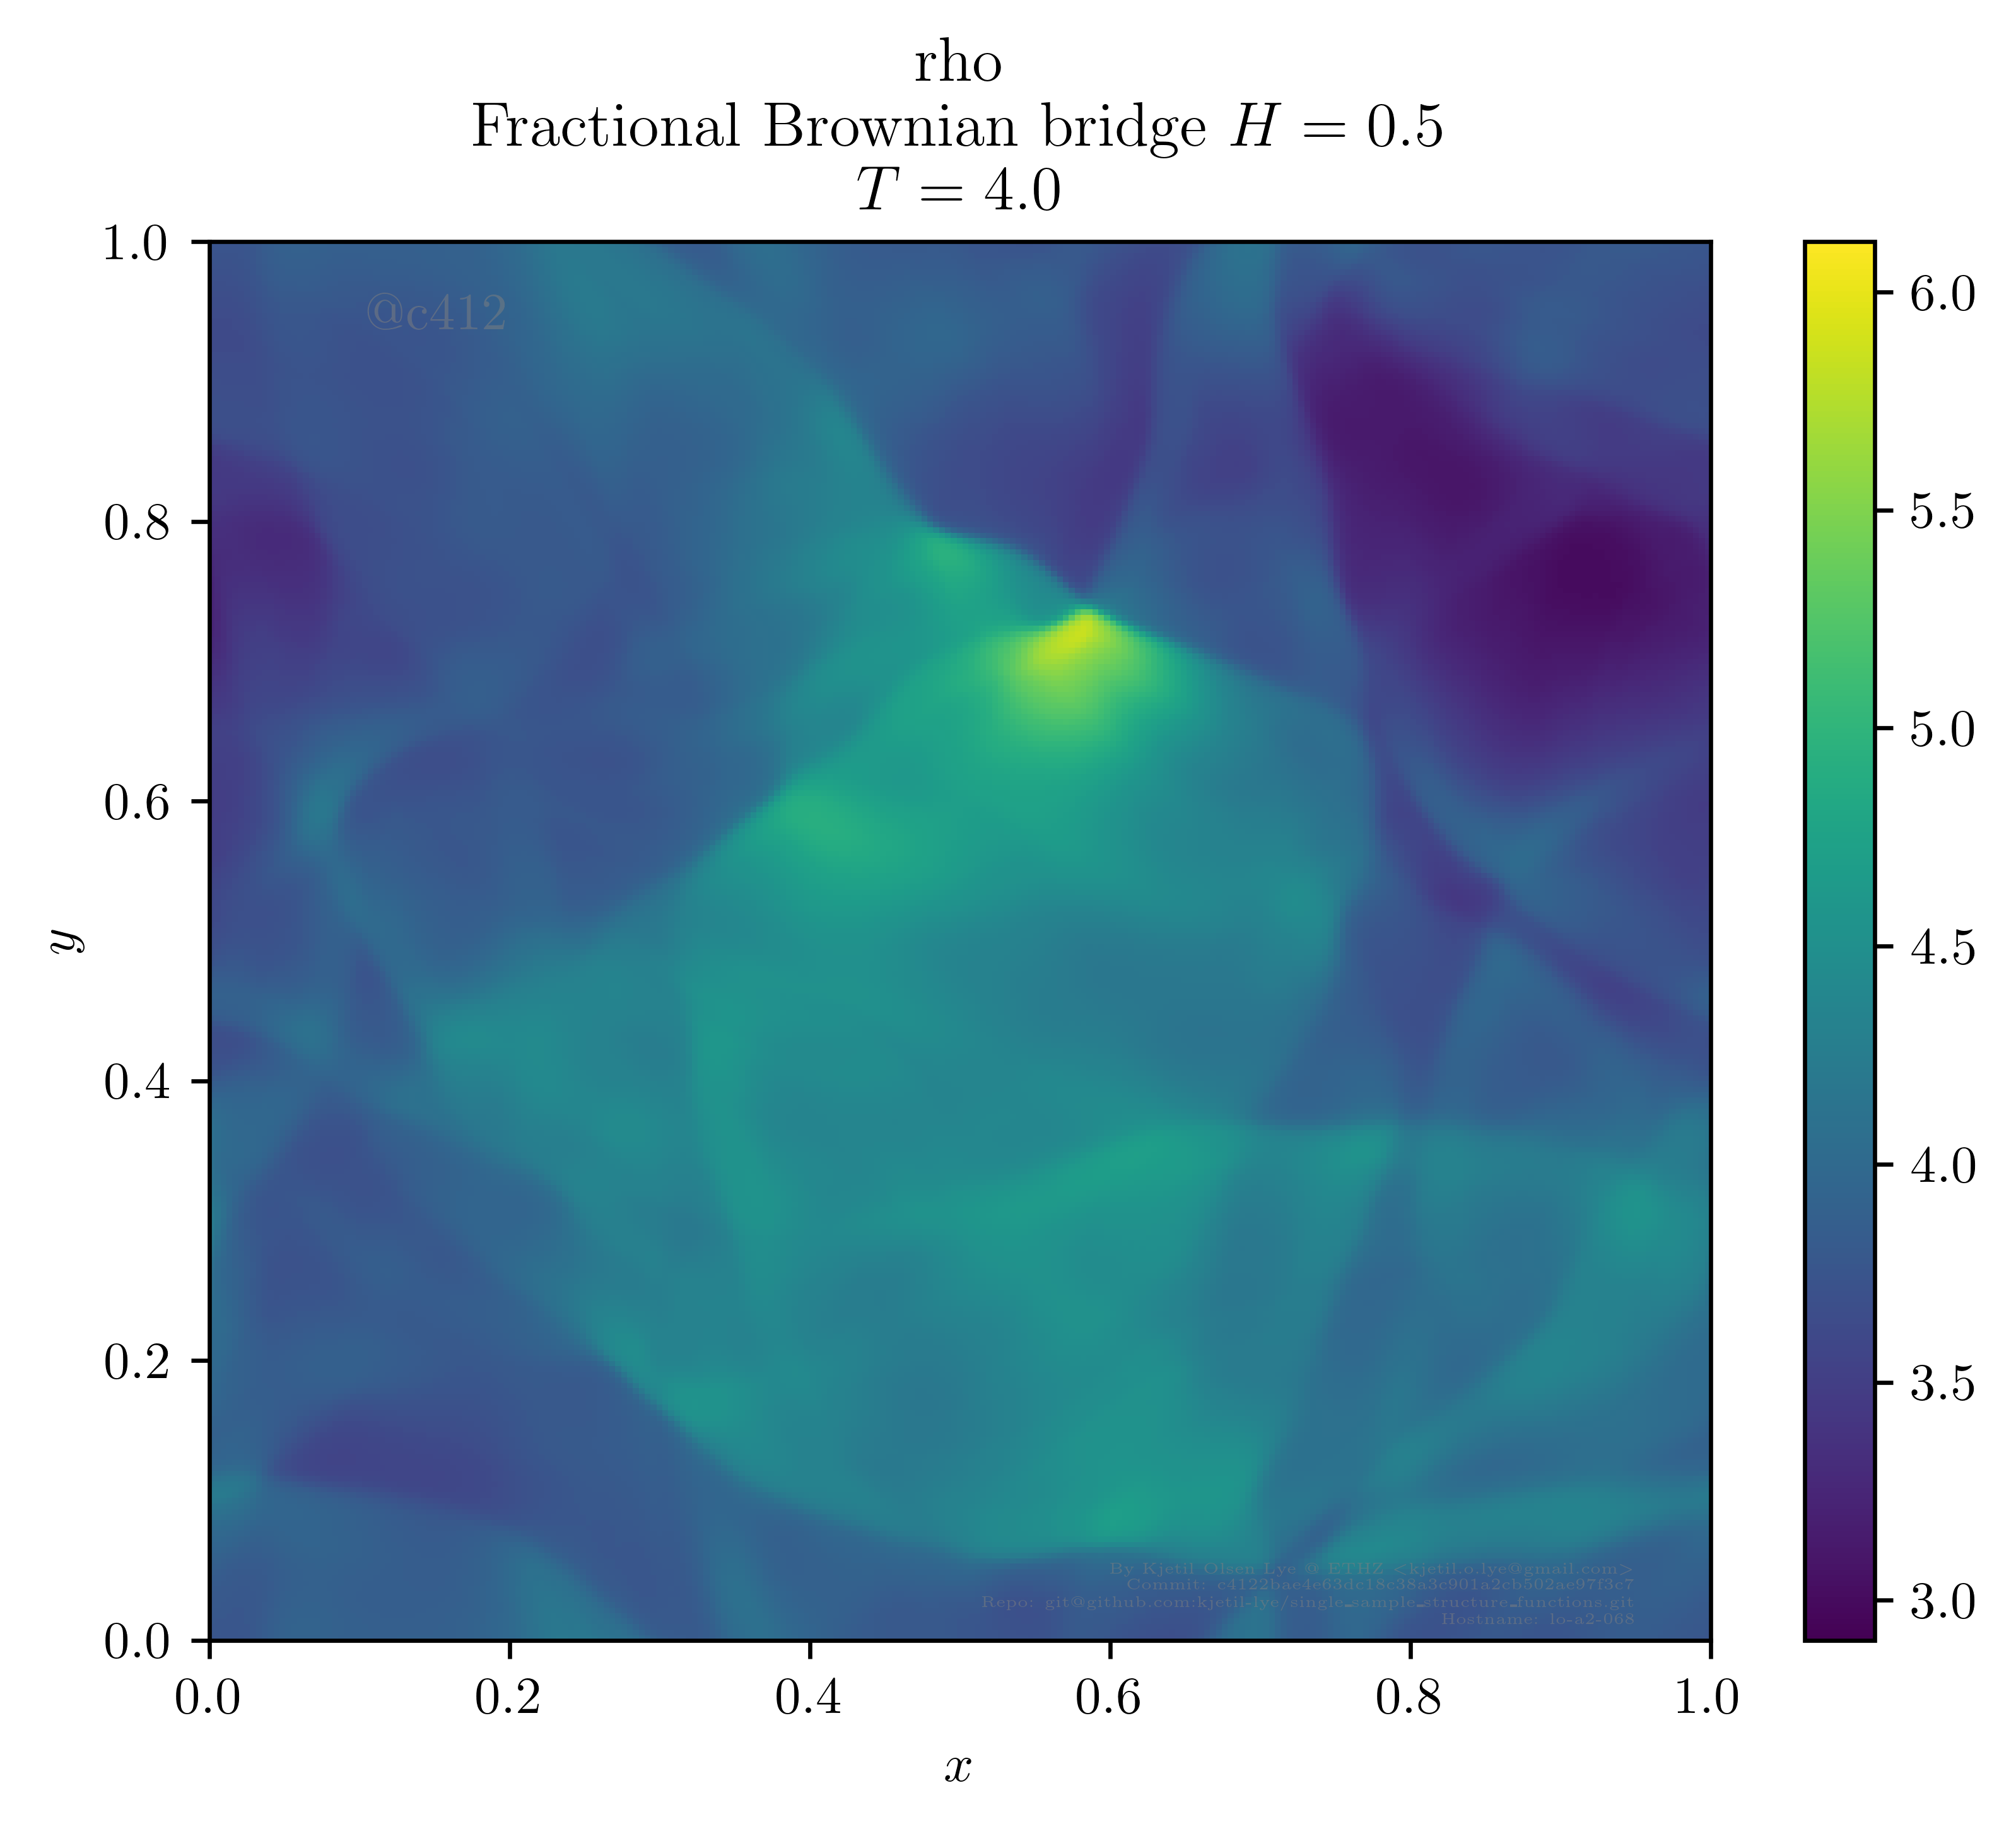 rho
Fractional Brownian bridge H = 0.5
T = 4.0
@c412
1.0
0.8
0.6
0.4
0.2
0.0
y
0.0 0.2 0.4 0.6 0.8 1.0
x
6.0
5.5
5.0
4.5
4.0
3.5
3.0
By Kjetil Olsen Lye @ ETHZ <kjetil.o.lye@gmail.com>
Commit: c4122bae4e63dc18c38a3c901a2cb502ae97f3c7
Repo: git@github.com:kjetil-lye/single_sample_structure_functions.git
Hostname: lo-a2-068